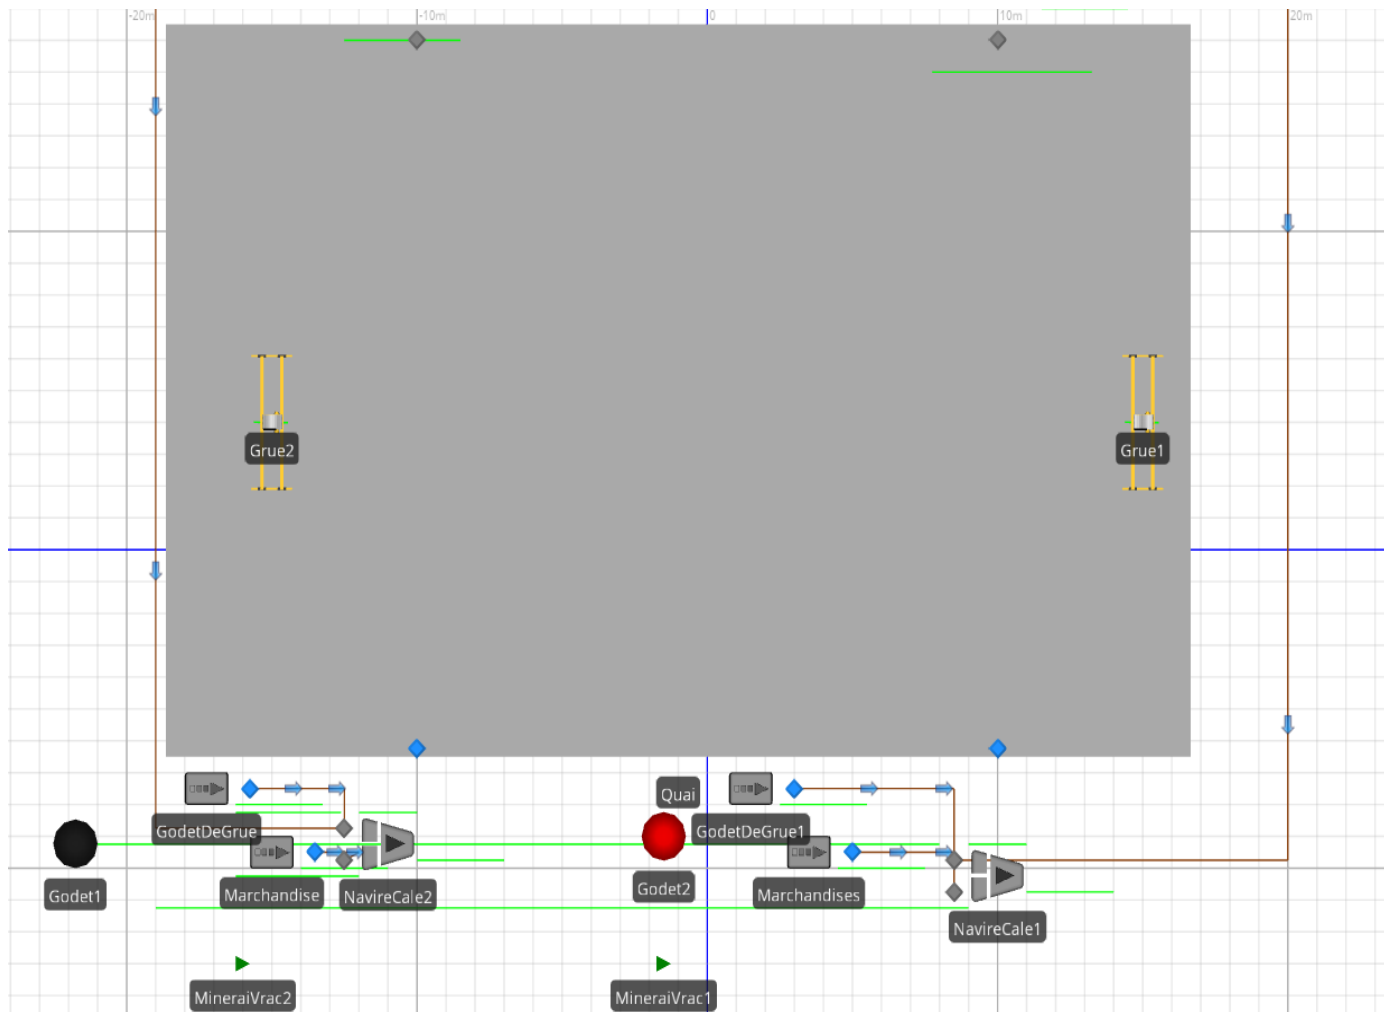 -20m
-10m
0
10m
20m
Grue2
Grue1
Quai
GodetDeGrue
GodetDeGrue1
Godet1
Marchandise
NavireCale2
Godet2
Marchandises
NavireCale1
MineraiVrac2
MineraiVrac1